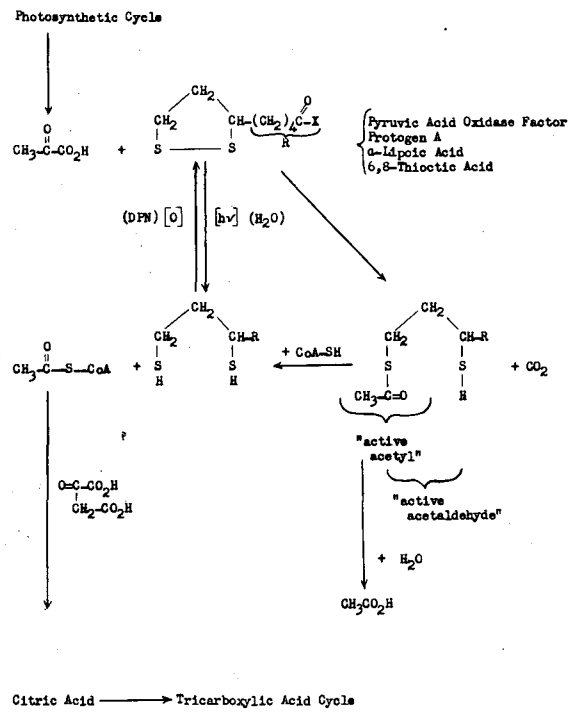 Photosynthetic Cycle
CH2
O
CH2 CH-(CH2)4C-X
O
CH3-C-CO2H + S S
R
Pyruvic Acid Oxidase Factor
Protogen A
α-Lipoic Acid
6,8-Thioctic Acid
(DPN) [O] [hν] (H2O)
CH2 CH2
O
CH2 CH-R CH2 CH-R
CH3-C-S-CoA + S S + CoA-SH S S + CO2
H H CH3-C=O H
"active
acetyl"
?
O=C-CO2H
CH2-CO2H
"active
acetaldehyde"
+ H2O
CH3CO2H
Citric Acid Tricarboxylic Acid Cycle